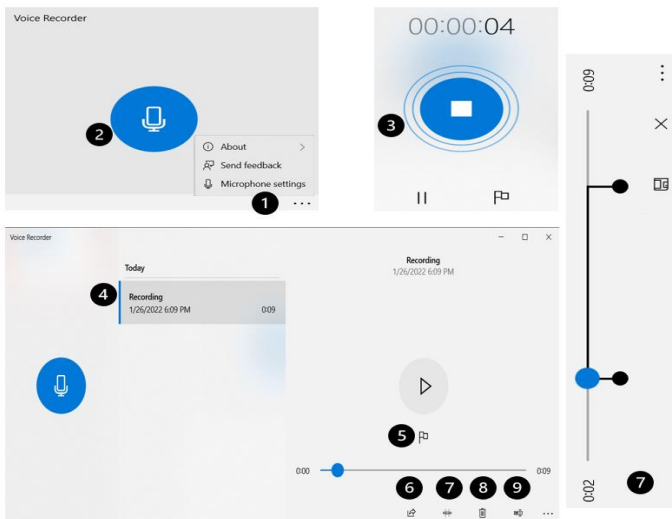 Voice Recorder
2
About
Send feedback
Microphone settings
1
00:00:04
3
Voice Recorder
Today
4
Recording
1/26/2022 6:09 PM
0:09
Recording
1/26/2022 6:09 PM
5
0:00
0:09
6
7
8
9
0:09
0:02
7